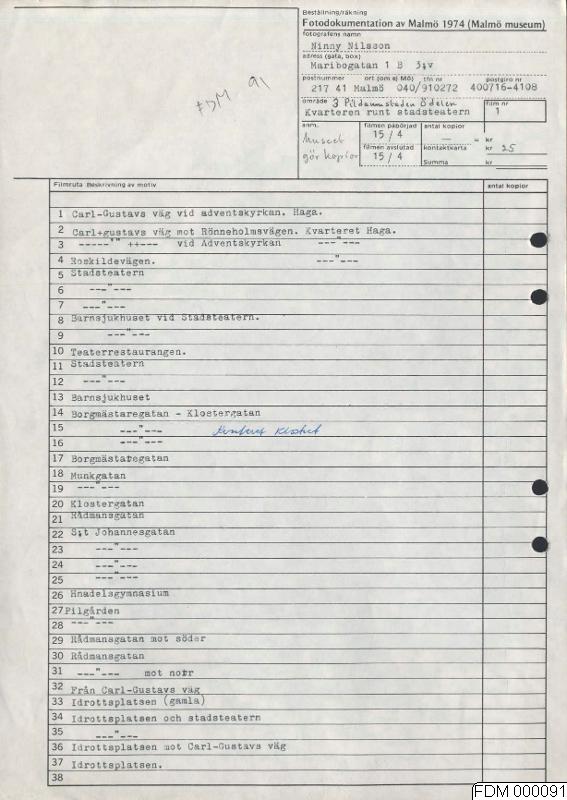 Beställning/räkning
Fotodokumentation av Malmö 1974 (Malmö museum)
fotografens namn
Ninny Nilsson
adress (gata, box)
Maribogatan 1 B 3tv
postnummer ort (om ej Mö) tfn nr postgiro nr
217 41 Malmö 040/910272 400716-4108
område 3 Pildammstaden Ö delen film nr
Kvarteren runt stadsteatern 1
anm. filmen påbörjad antal kopior
Museet 15/4 — = kr
gör kopior filmen avslutad kontaktkarta kr 25
15/4 Summa kr
FDM 91
Filmruta Beskrivning av motiv antal kopior
1 Carl-Gustavs väg vid adventskyrkan. Haga.
2 Carl+gustavs väg mot Rönneholmsvägen. Kvarteret Haga.
3 -----"" ++--- vid Adventskyrkan ---"---
4 Roskildevägen. ---"---
5 Stadsteatern
6 ---"---
7 ---"---
8 Barnsjukhuset vid Stadsteatern.
9 ---"---
10 Teaterrestaurangen.
11 Stadsteatern
12 ---"---
13 Barnsjukhuset
14 Borgmästaregatan - Klostergatan
15 ---"---
16 ---"---
17 Borgmästaregatan
18 Munkgatan
19 ---"---
20 Klostergatan
21 Rådmansgatan
22 S:t Johannesgatan
23 ---"---
24 ---"---
25 ---"---
26 Hnadelsgymnasium
27 Pilgården
28 ---"---
29 Rådmansgatan mot söder
30 Rådmansgatan
31 ---"--- mot norr
32 Från Carl-Gustavs väg
33 Idrottsplatsen (gamla)
34 Idrottsplatsen och stadsteatern
35 ---"---
36 Idrottsplatsen mot Carl-Gustavs väg
37 Idrottsplatsen.
38
FDM 000091